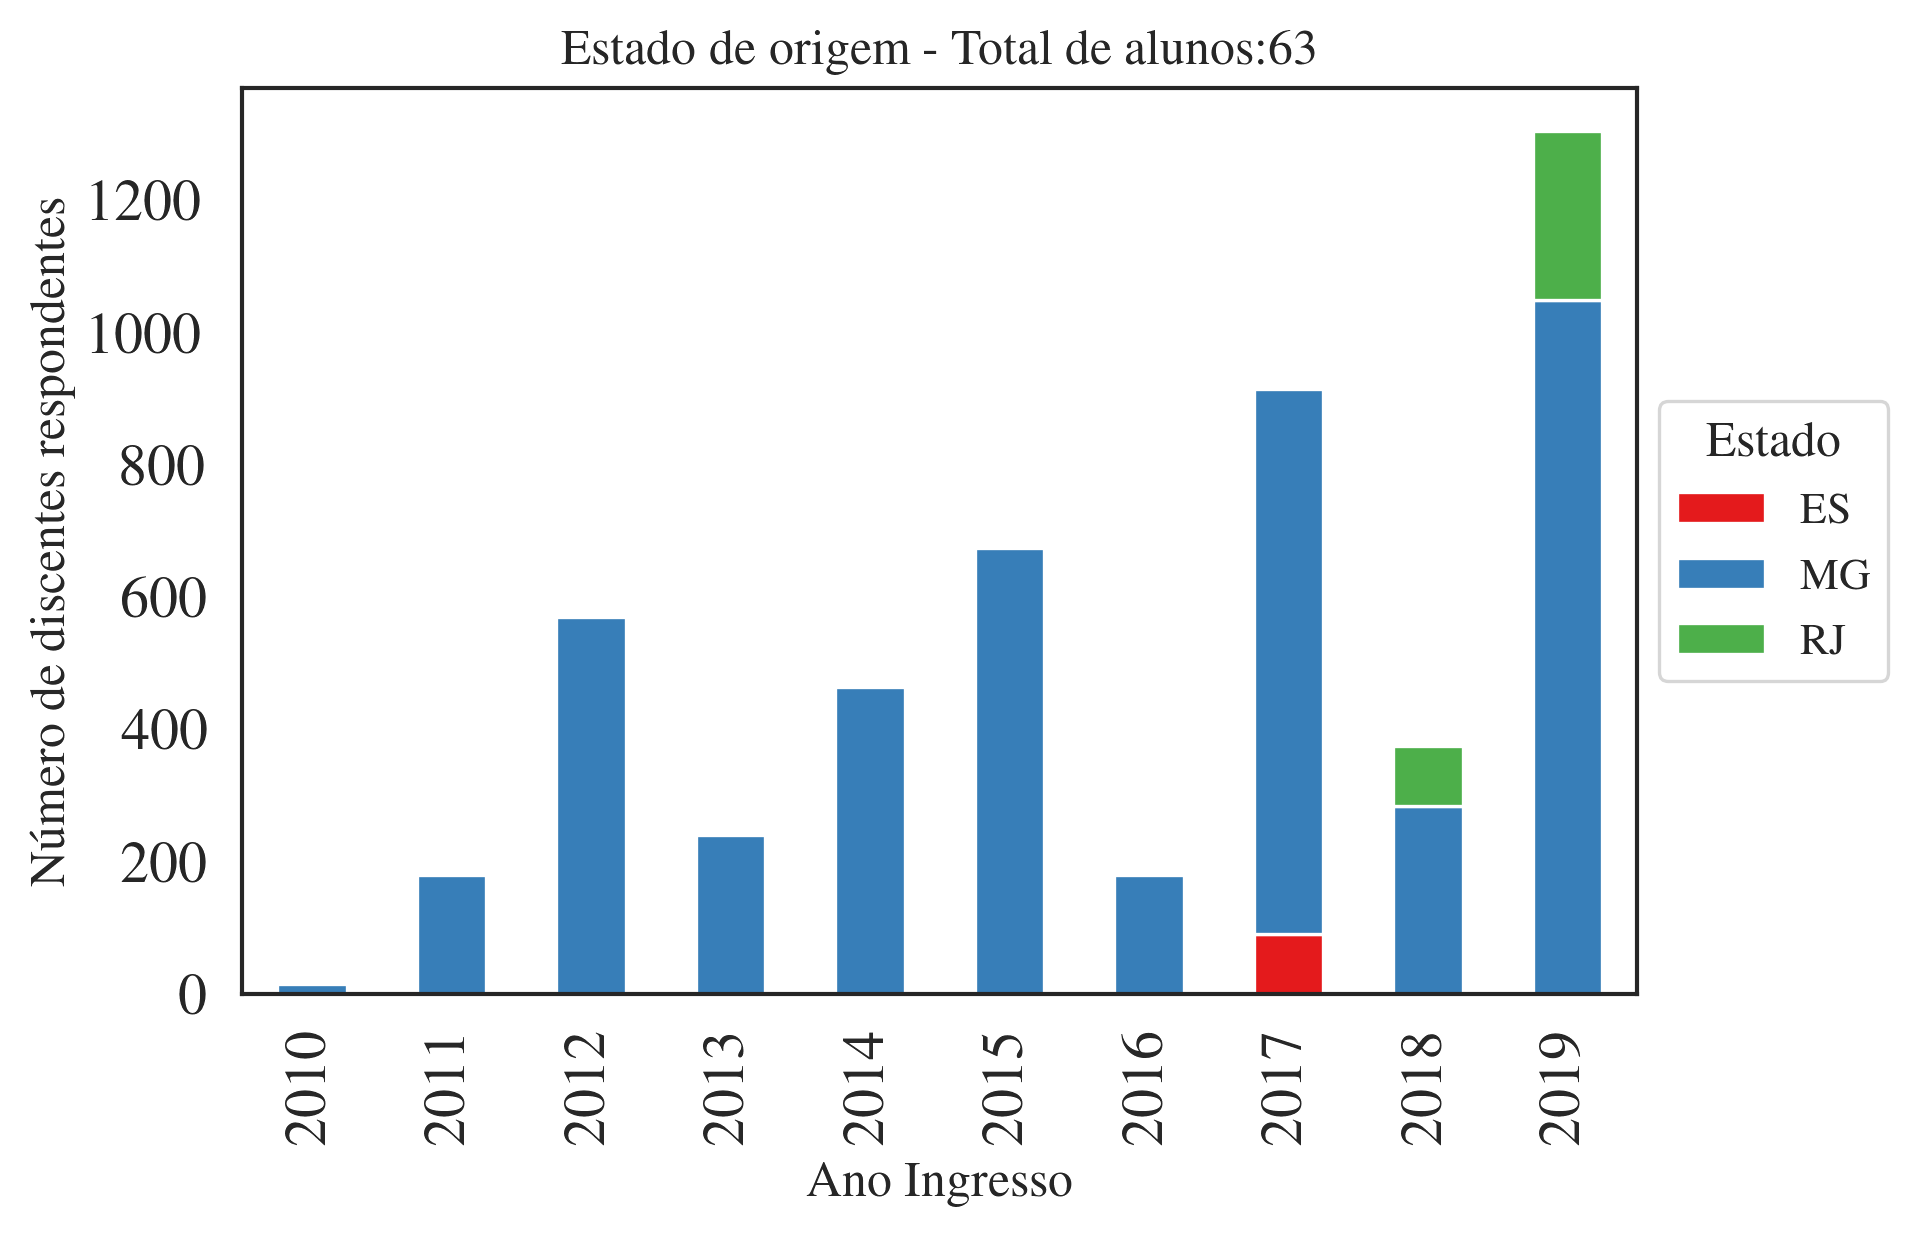 Estado de origem - Total de alunos:63
Número de discentes respondentes
1200
1000
800
600
400
200
0
2010
2011
2012
2013
2014
2015
2016
2017
2018
2019
Ano Ingresso
Estado
ES
MG
RJ